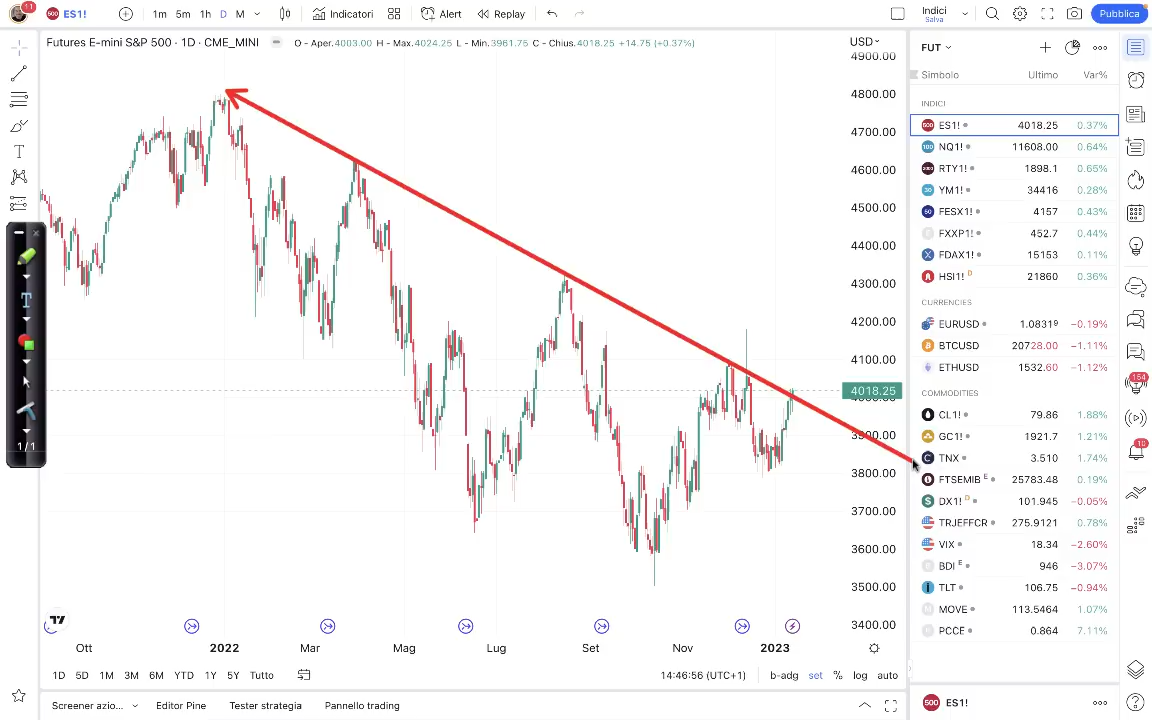 11
500 ES1!
1m 5m 1h D M
Indicatori
Alert
Replay
Indici
Salva
Pubblica
Futures E-mini S&P 500 · 1D · CME_MINI
O - Aper.4003.00 H - Max.4024.25 L - Min.3961.75 C - Chius.4018.25 +14.75 (+0.37%)
USD
4900.00
4800.00
4700.00
4600.00
4500.00
4400.00
4300.00
4200.00
4100.00
4018.25
3900.00
3800.00
3700.00
3600.00
3500.00
3400.00
T
1/1
Ott 2022 Mar Mag Lug Set Nov 2023
1D 5D 1M 3M 6M YTD 1Y 5Y Tutto
14:46:56 (UTC+1) b-adg set % log auto
Screener azio... Editor Pine Tester strategia Pannello trading
FUT
Simbolo Ultimo Var%
INDICI
500 ES1! 4018.25 0.37%
100 NQ1! 11608.00 0.64%
2000 RTY1! 1898.1 0.65%
30 YM1! 34416 0.28%
50 FESX1! 4157 0.43%
FXXP1! 452.7 0.44%
X FDAX1! 15153 0.11%
HSI1! D 21860 0.36%
CURRENCIES
EURUSD 1.08319 −0.19%
BTCUSD 20728.00 −1.11%
ETHUSD 1532.60 −1.12%
COMMODITIES
CL1! 79.86 1.88%
GC1! 1921.7 1.21%
TNX 3.510 1.74%
FTSEMIB E 25783.48 0.19%
DX1! D 101.945 −0.05%
TRJEFFCR 275.9121 0.78%
VIX 18.34 −2.60%
BDI E 946 −3.07%
TLT 106.75 −0.94%
MOVE 113.5464 1.07%
PCCE 0.864 7.11%
500 ES1!
154
10